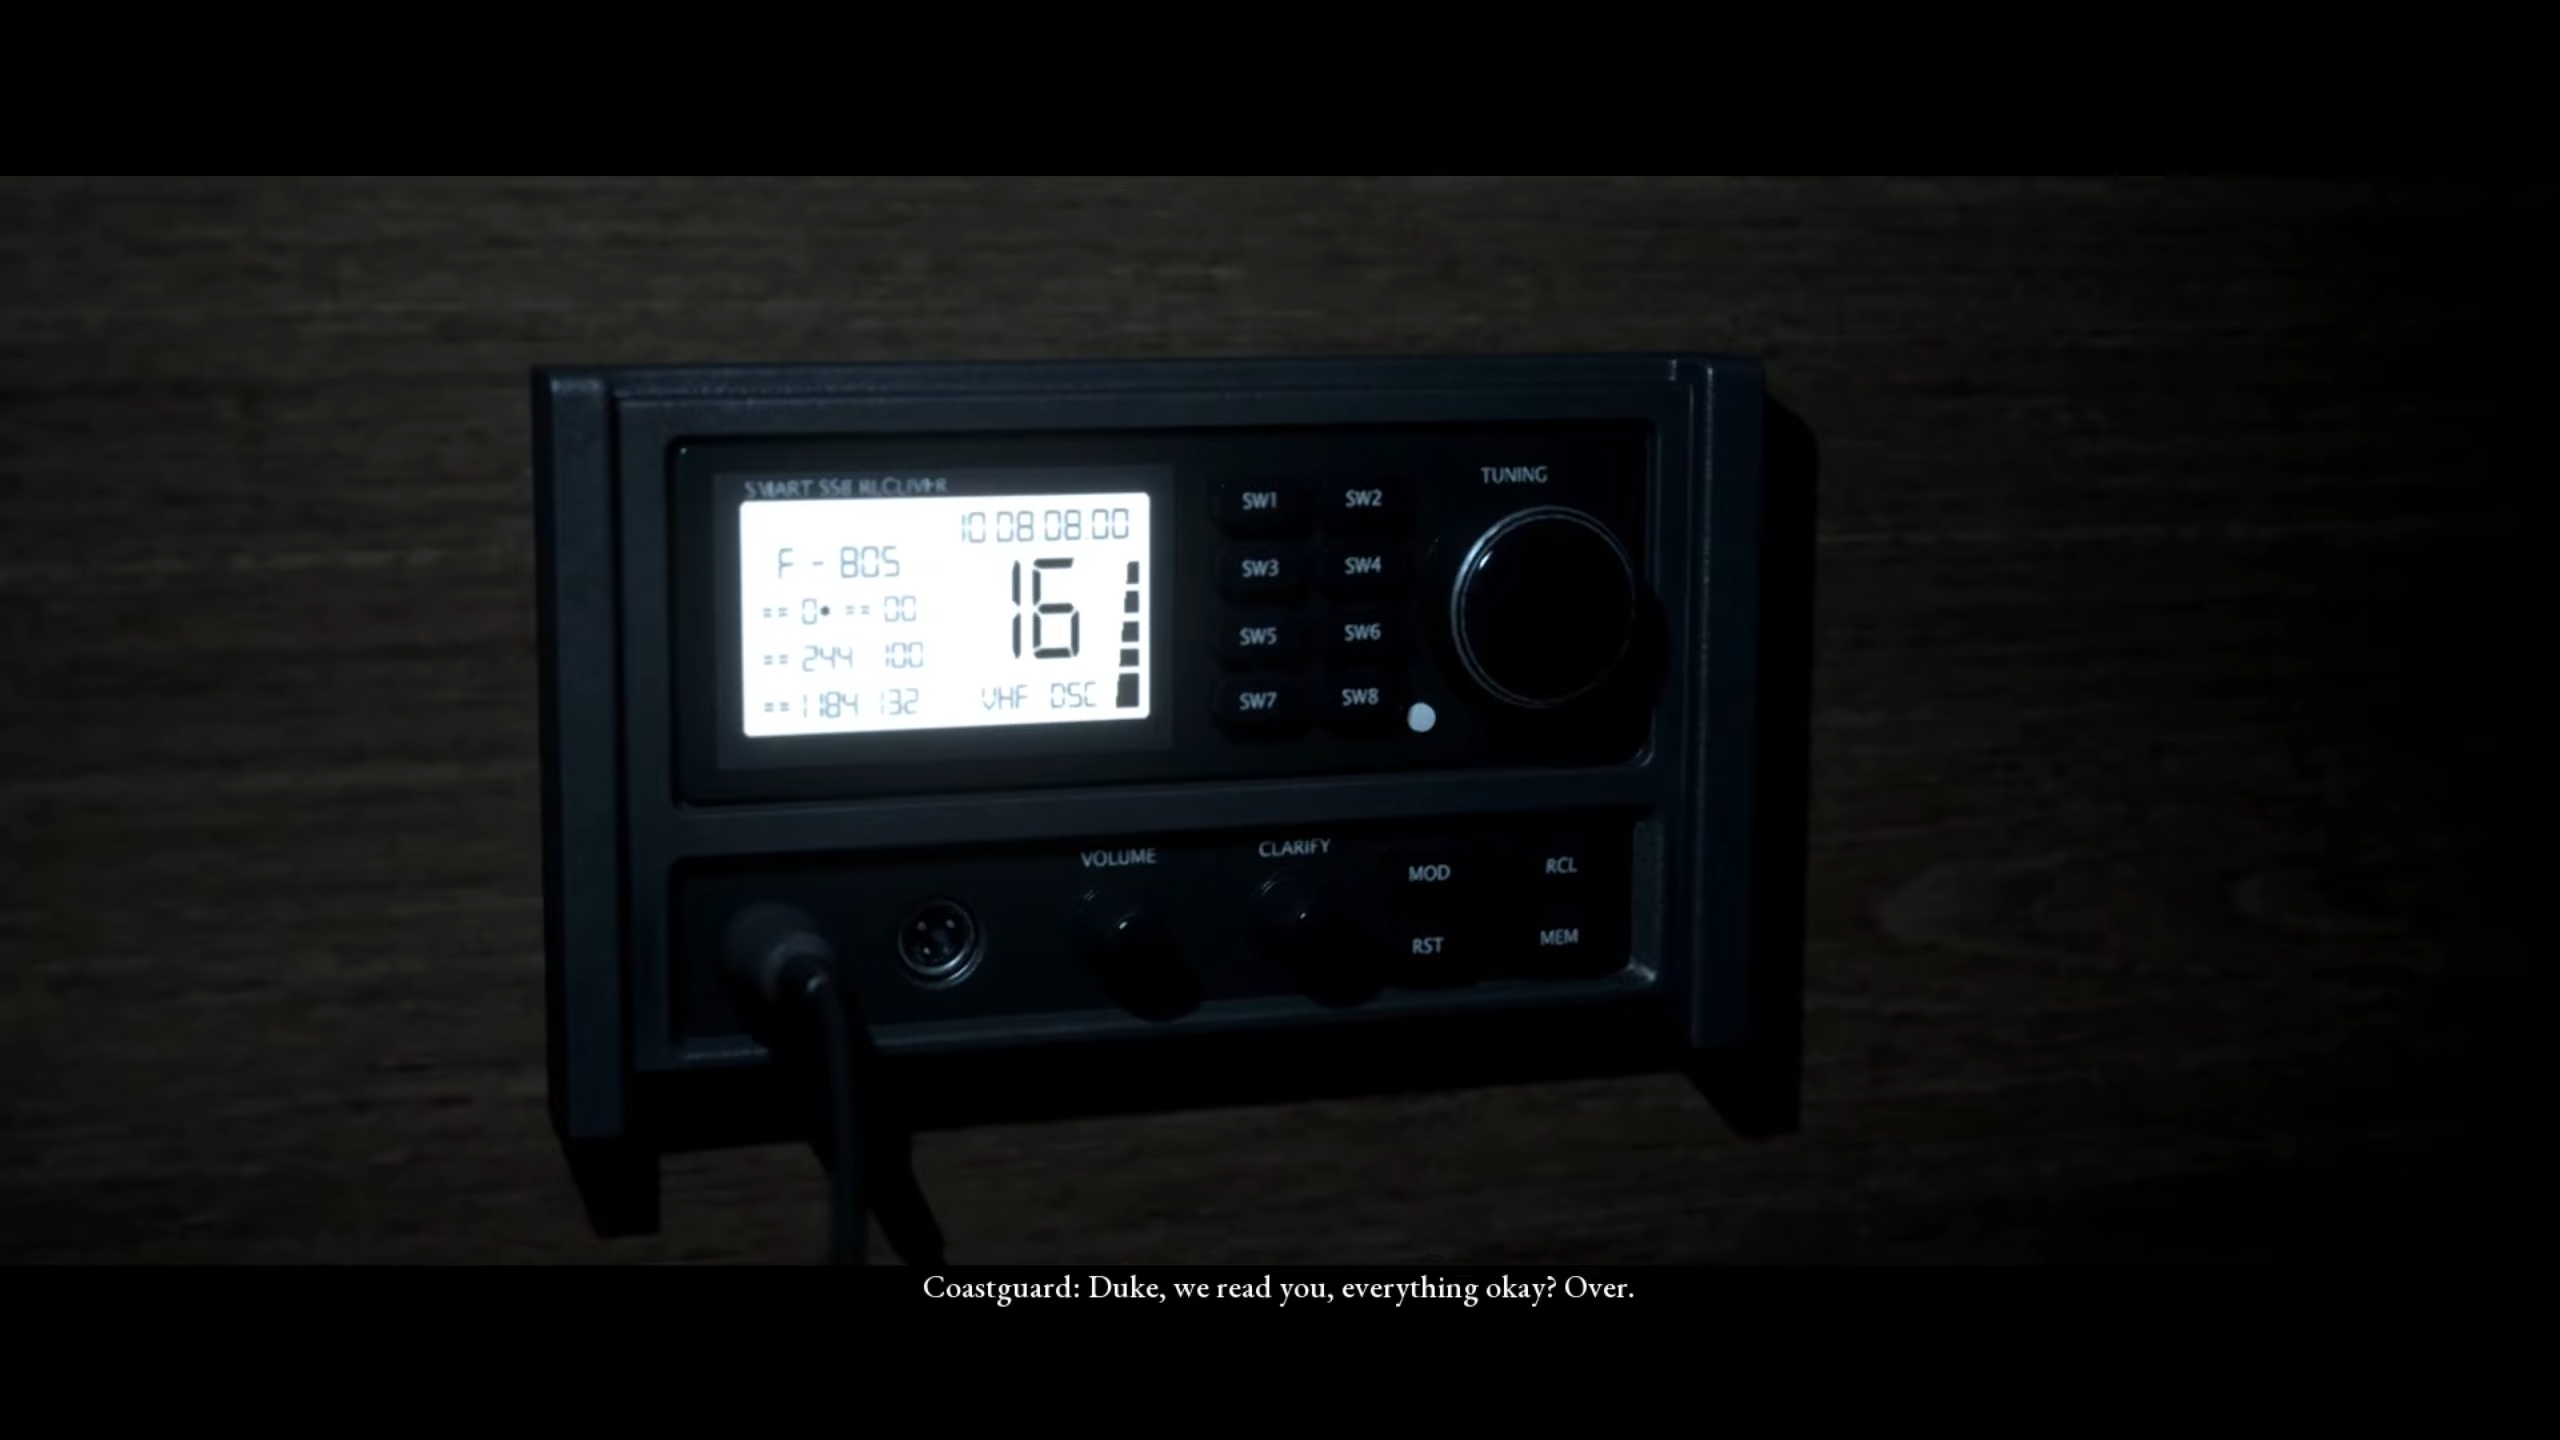 SMART SSB RECEIVER
10 08 08.00
F - 805
16
== 0• == 00
== 244 100
== 1184 132
VHF DSC
SW1 SW2
SW3 SW4
SW5 SW6
SW7 SW8
TUNING
VOLUME
CLARIFY
MOD RCL
RST MEM
Coastguard: Duke, we read you, everything okay? Over.